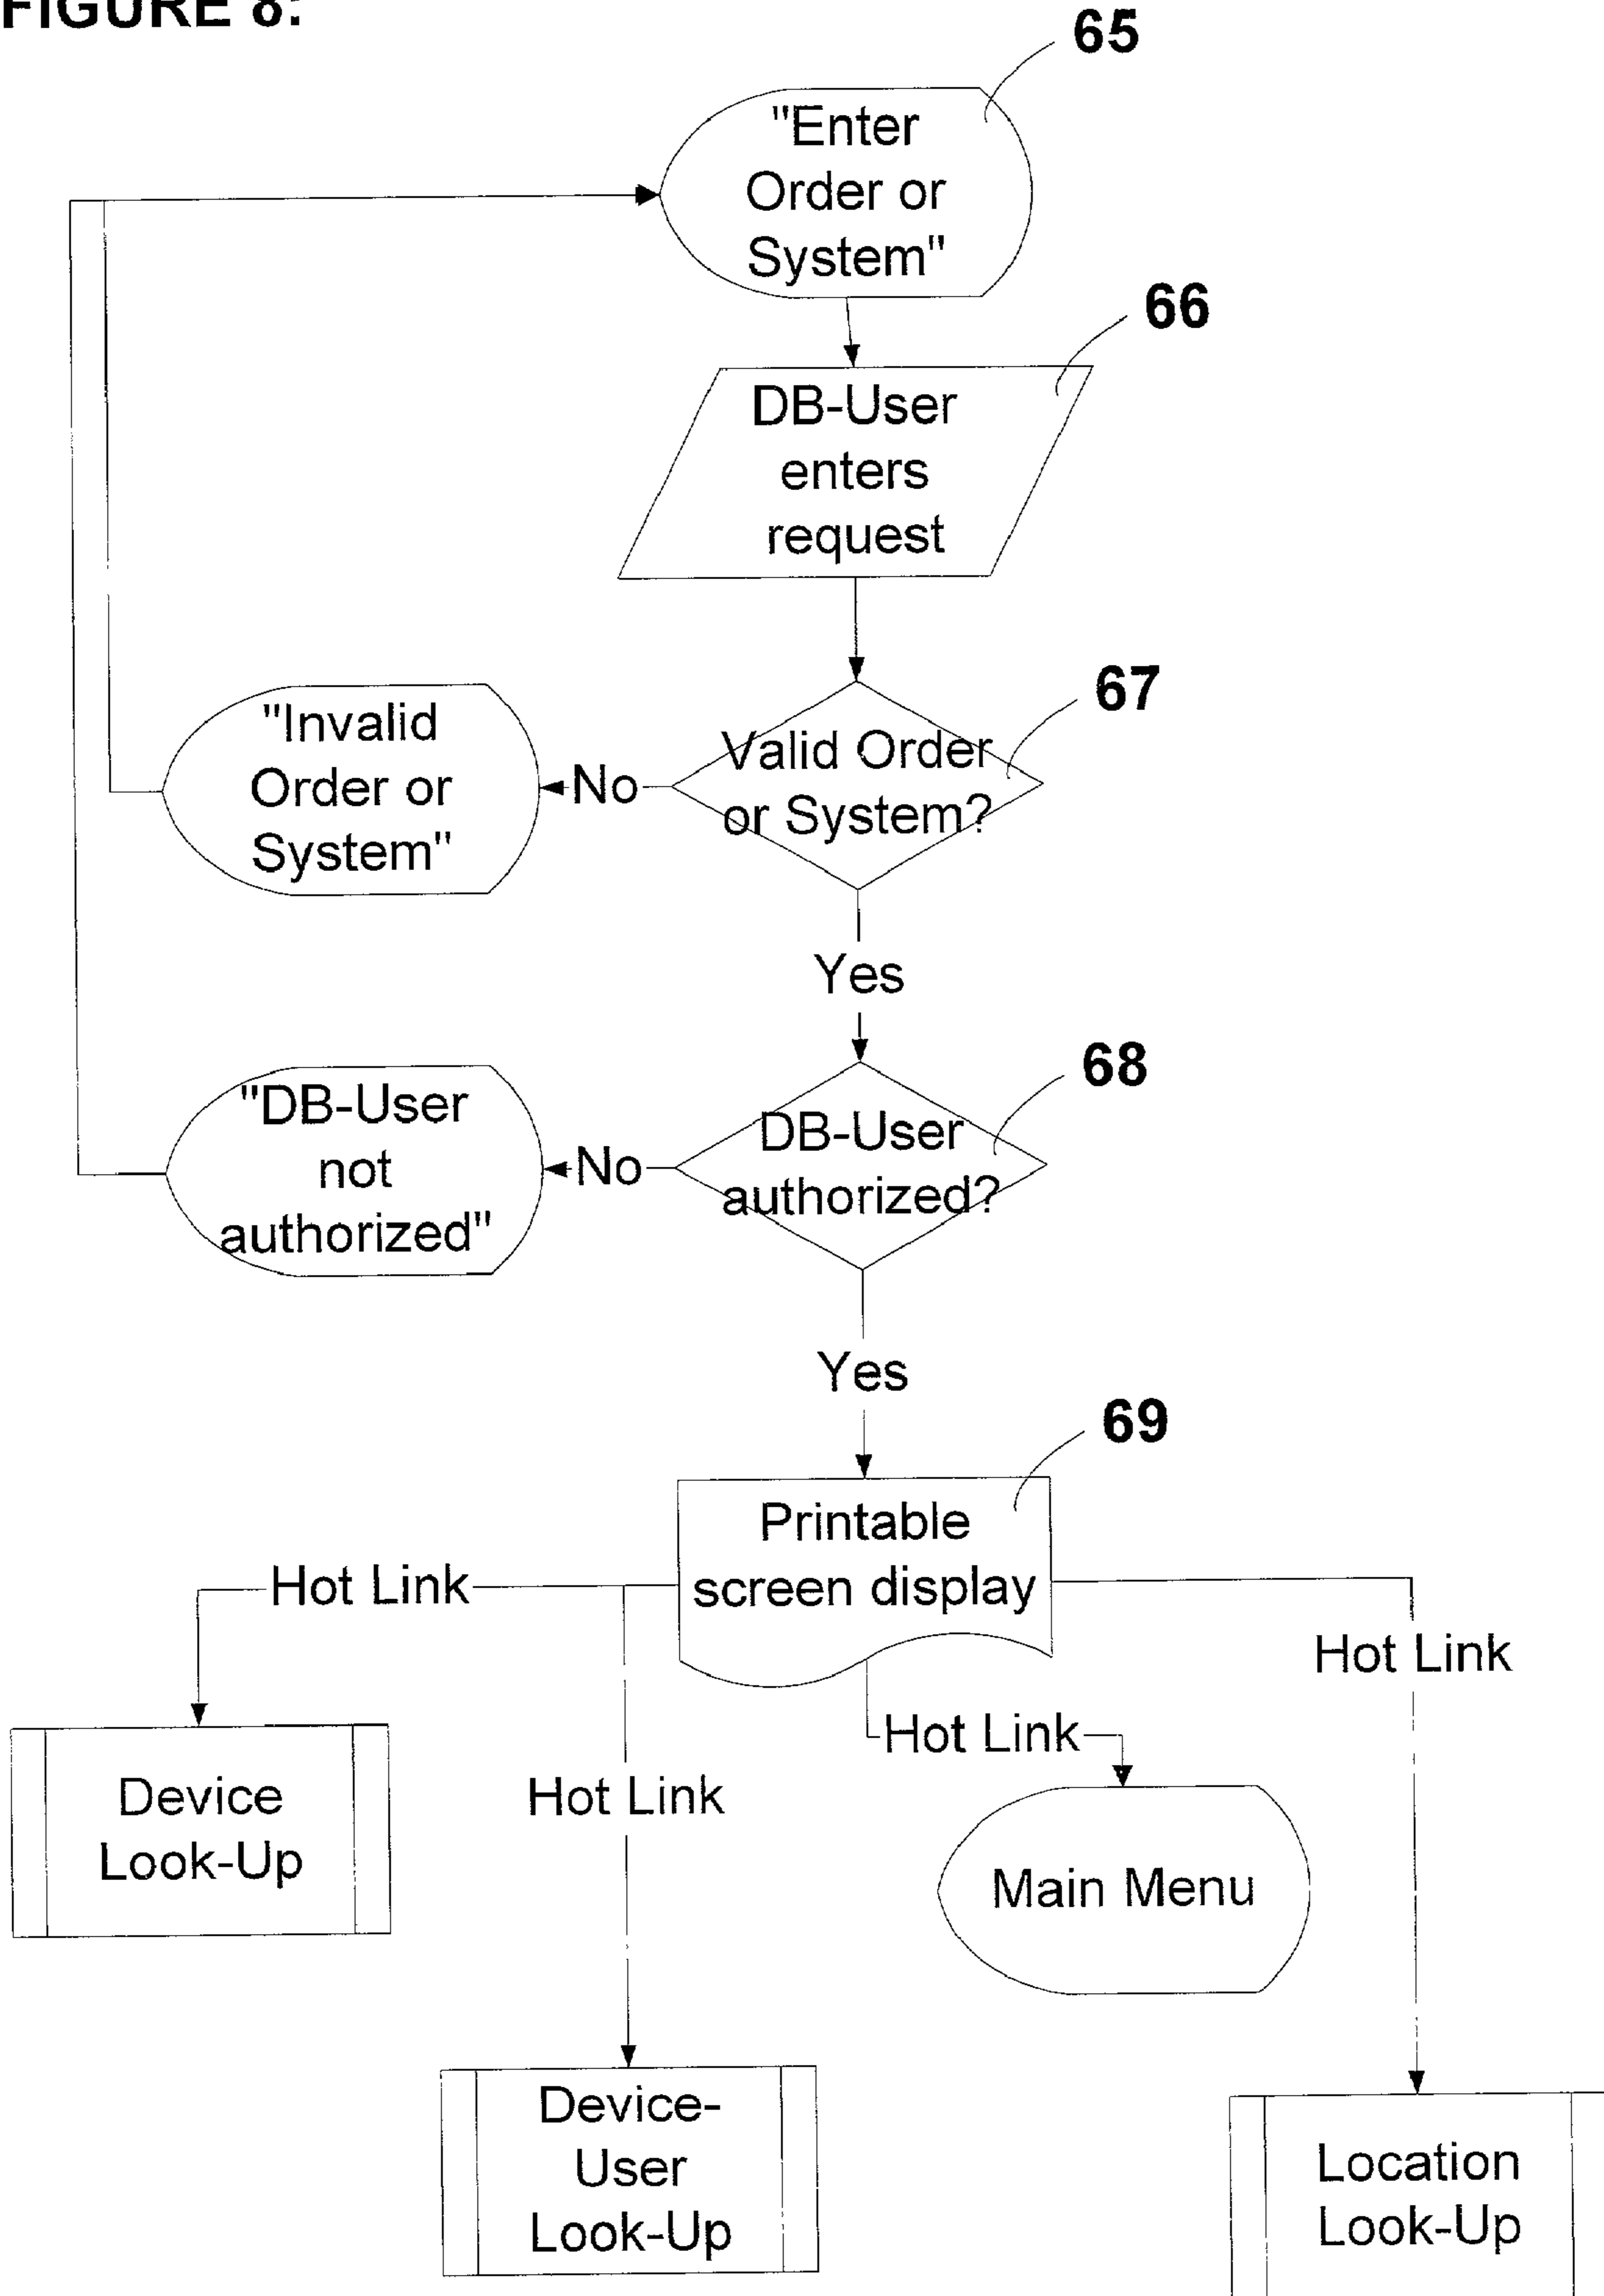 FIGURE 8:
65
"Enter
Order or
System"
66
DB-User
enters
request
67
Valid Order
or System?
No
"Invalid
Order or
System"
Yes
68
DB-User
authorized?
No
"DB-User
not
authorized"
Yes
69
Printable
screen display
Hot Link
Hot Link
Hot Link
Hot Link
Device
Look-Up
Main Menu
Device-
User
Look-Up
Location
Look-Up